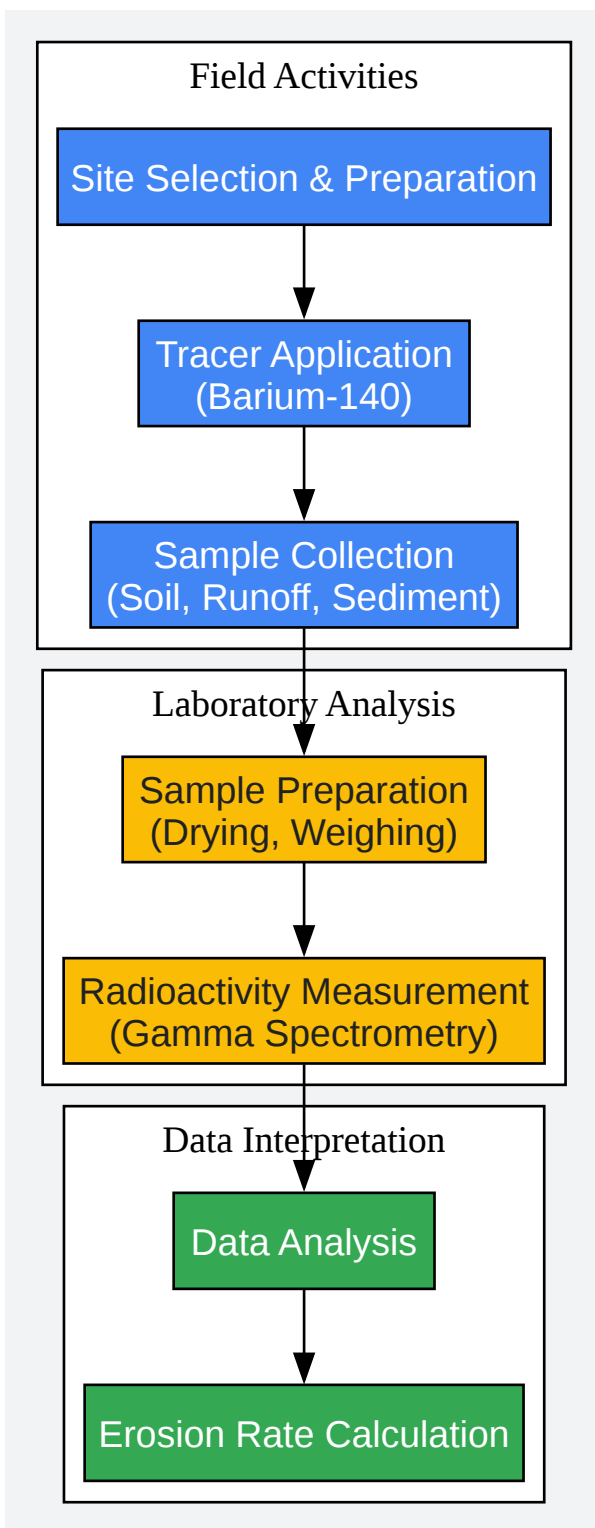 Field Activities
Site Selection & Preparation
Tracer Application
(Barium-140)
Sample Collection
(Soil, Runoff, Sediment)
Laboratory Analysis
Sample Preparation
(Drying, Weighing)
Radioactivity Measurement
(Gamma Spectrometry)
Data Interpretation
Data Analysis
Erosion Rate Calculation